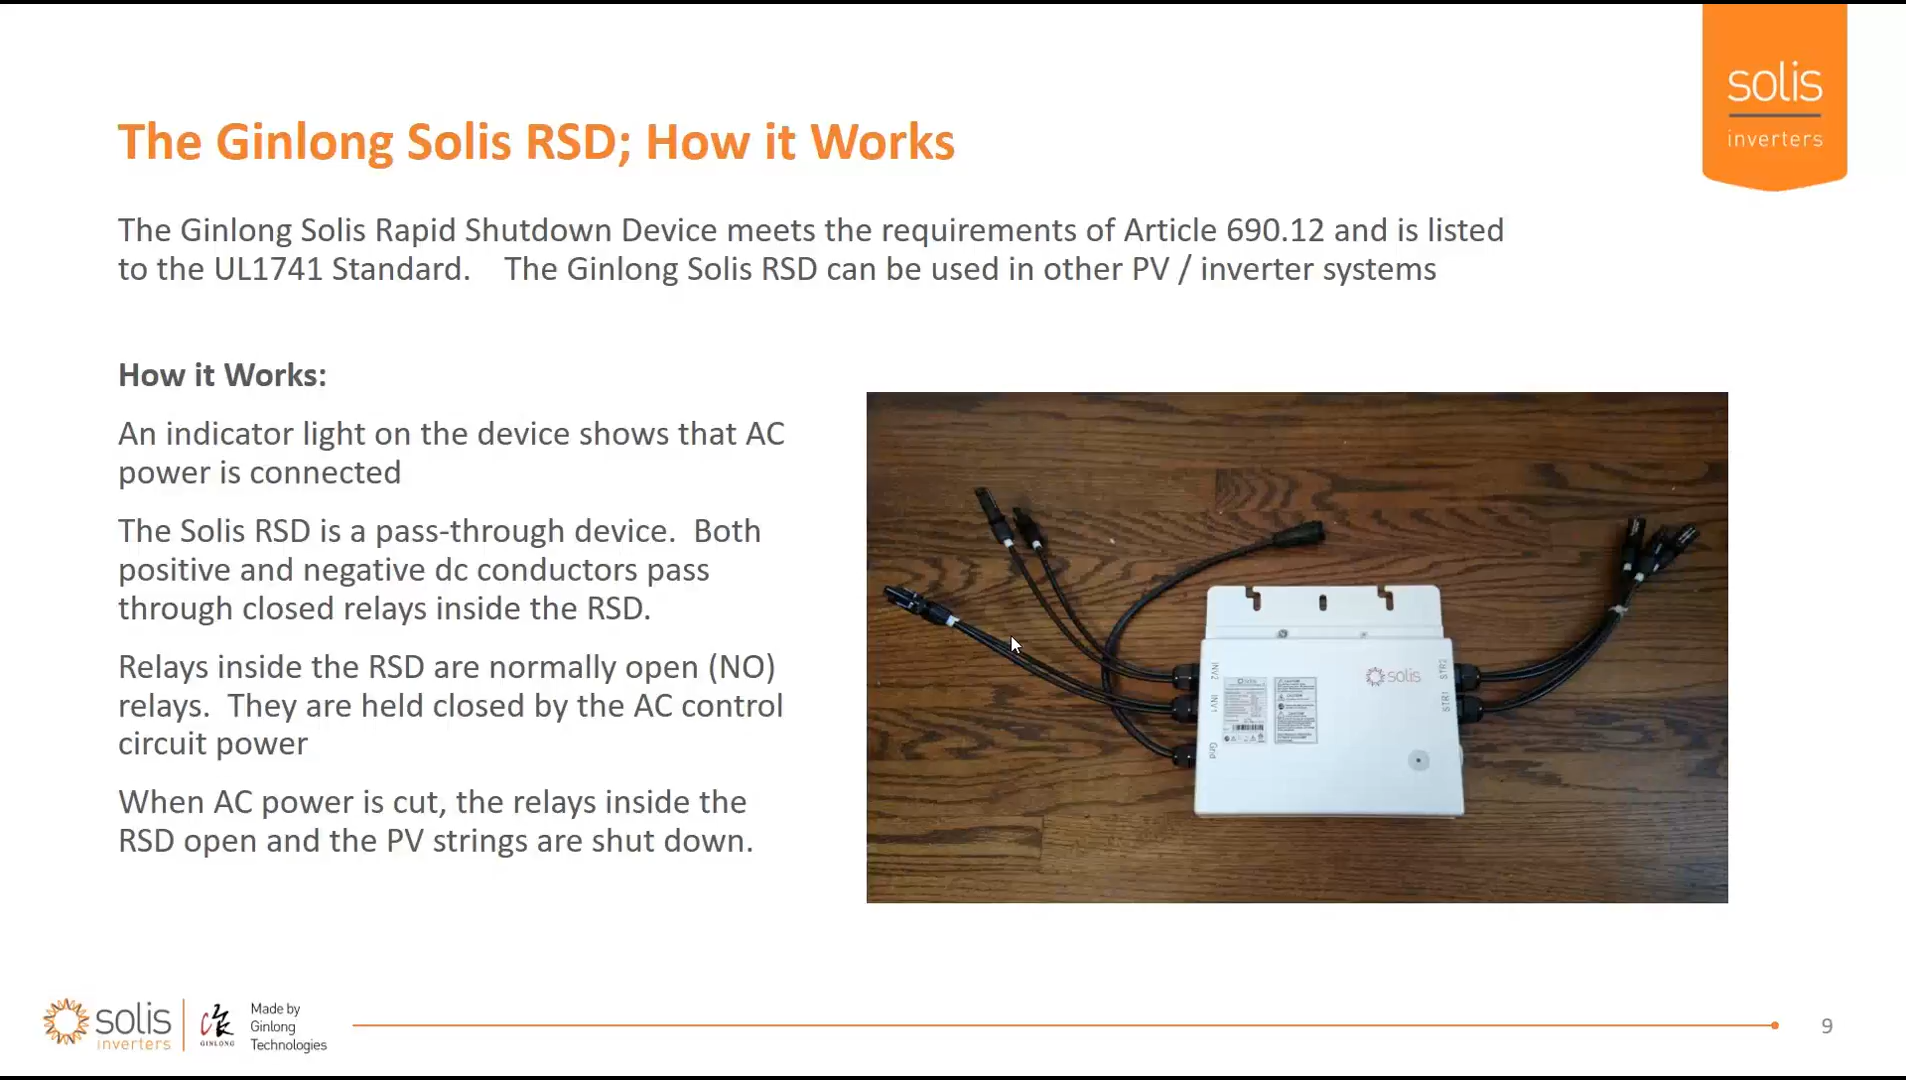 solis
inverters
The Ginlong Solis RSD; How it Works
The Ginlong Solis Rapid Shutdown Device meets the requirements of Article 690.12 and is listed
to the UL1741 Standard.    The Ginlong Solis RSD can be used in other PV / inverter systems
How it Works:
An indicator light on the device shows that AC
power is connected
The Solis RSD is a pass-through device.  Both
positive and negative dc conductors pass
through closed relays inside the RSD.
Relays inside the RSD are normally open (NO)
relays.  They are held closed by the AC control
circuit power
When AC power is cut, the relays inside the
RSD open and the PV strings are shut down.
INV2
INV1
Grid
solis
STR2
STR1
solis
inverters
GINLONG
Made by
Ginlong
Technologies
9